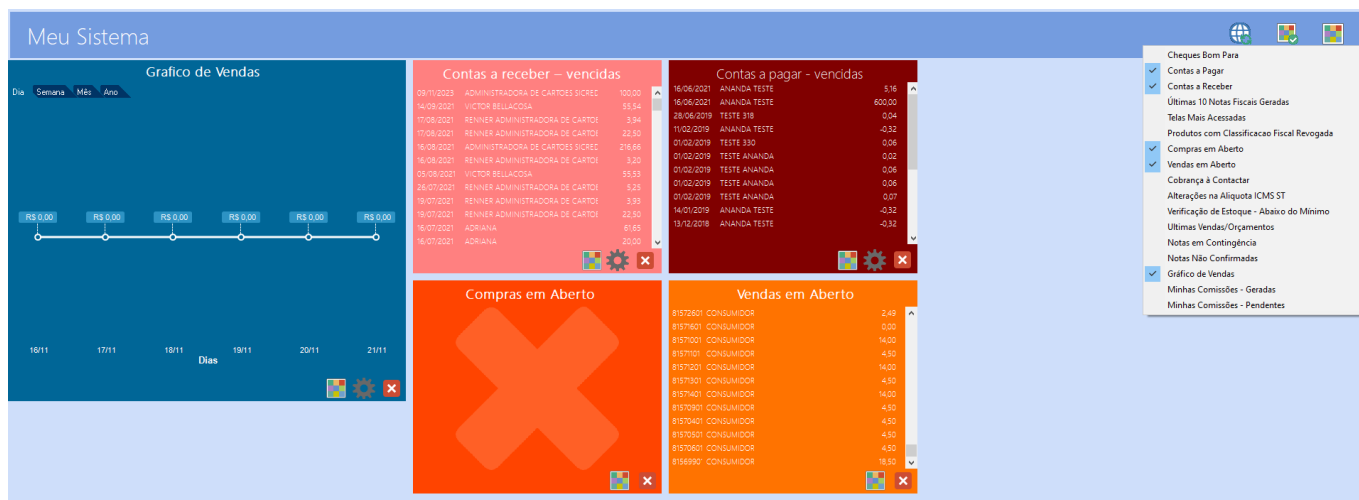 Meu Sistema
Grafico de Vendas
Dia Semana Mês Ano
R$ 0,00 R$ 0,00 R$ 0,00 R$ 0,00 R$ 0,00 R$ 0,00
16/11 17/11 18/11 19/11 20/11 21/11
Dias
Contas a receber – vencidas
09/11/2023 ADMINISTRADORA DE CARTOES SICREC 100,00
14/09/2021 VICTOR BELLACOSA 55,54
17/08/2021 RENNER ADMINISTRADORA DE CARTOE 3,94
17/08/2021 RENNER ADMINISTRADORA DE CARTOE 22,50
16/08/2021 ADMINISTRADORA DE CARTOES SICREC 216,66
16/08/2021 RENNER ADMINISTRADORA DE CARTOE 3,20
05/08/2021 VICTOR BELLACOSA 55,53
26/07/2021 RENNER ADMINISTRADORA DE CARTOE 5,25
19/07/2021 RENNER ADMINISTRADORA DE CARTOE 3,93
19/07/2021 RENNER ADMINISTRADORA DE CARTOE 22,50
16/07/2021 ADRIANA 61,65
16/07/2021 ADRIANA 20,00
Contas a pagar - vencidas
16/06/2021 ANANDA TESTE 5,16
16/06/2021 ANANDA TESTE 600,00
28/06/2019 TESTE 318 0,04
11/02/2019 ANANDA TESTE -0,32
01/02/2019 TESTE 330 0,06
01/02/2019 TESTE ANANDA 0,02
01/02/2019 TESTE ANANDA 0,06
01/02/2019 TESTE ANANDA 0,06
01/02/2019 TESTE ANANDA 0,07
14/01/2019 ANANDA TESTE -0,32
13/12/2018 ANANDA TESTE -0,32
Compras em Aberto
Vendas em Aberto
81572601 CONSUMIDOR 2,49
81571601 CONSUMIDOR 0,00
81571001 CONSUMIDOR 14,00
81571101 CONSUMIDOR 4,50
81571201 CONSUMIDOR 14,00
81571301 CONSUMIDOR 4,50
81571401 CONSUMIDOR 14,00
81570901 CONSUMIDOR 4,50
81570401 CONSUMIDOR 4,50
81570501 CONSUMIDOR 4,50
81570601 CONSUMIDOR 4,50
8156990 CONSUMIDOR 18,50
Cheques Bom Para
Contas a Pagar
Contas a Receber
Últimas 10 Notas Fiscais Geradas
Telas Mais Acessadas
Produtos com Classificacao Fiscal Revogada
Compras em Aberto
Vendas em Aberto
Cobrança à Contactar
Alterações na Aliquota ICMS ST
Verificação de Estoque - Abaixo do Mínimo
Ultimas Vendas/Orçamentos
Notas em Contingência
Notas Não Confirmadas
Gráfico de Vendas
Minhas Comissões - Geradas
Minhas Comissões - Pendentes